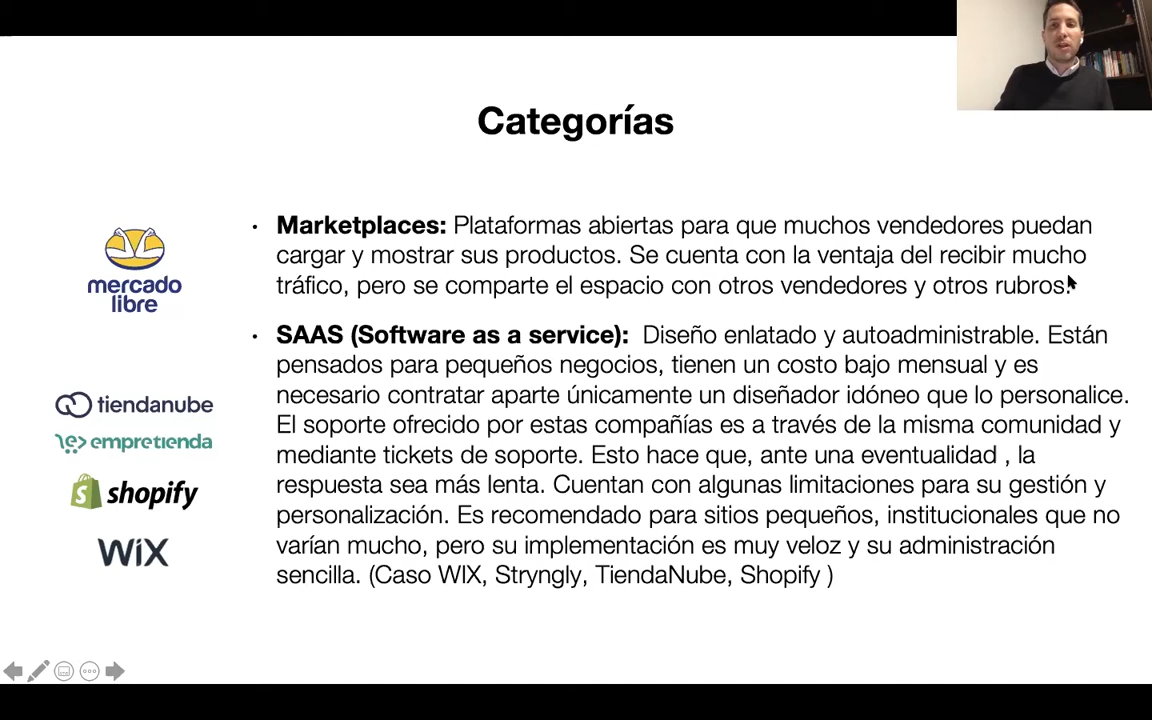 Categorías
mercado
libre
• Marketplaces: Plataformas abiertas para que muchos vendedores puedan
cargar y mostrar sus productos. Se cuenta con la ventaja del recibir mucho
tráfico, pero se comparte el espacio con otros vendedores y otros rubros.
• SAAS (Software as a service): Diseño enlatado y autoadministrable. Están
pensados para pequeños negocios, tienen un costo bajo mensual y es
necesario contratar aparte únicamente un diseñador idóneo que lo personalice.
El soporte ofrecido por estas compañías es a través de la misma comunidad y
mediante tickets de soporte. Esto hace que, ante una eventualidad , la
respuesta sea más lenta. Cuentan con algunas limitaciones para su gestión y
personalización. Es recomendado para sitios pequeños, institucionales que no
varían mucho, pero su implementación es muy veloz y su administración
sencilla. (Caso WIX, Stryngly, TiendaNube, Shopify )
tiendanube
empretienda
shopify
WiX